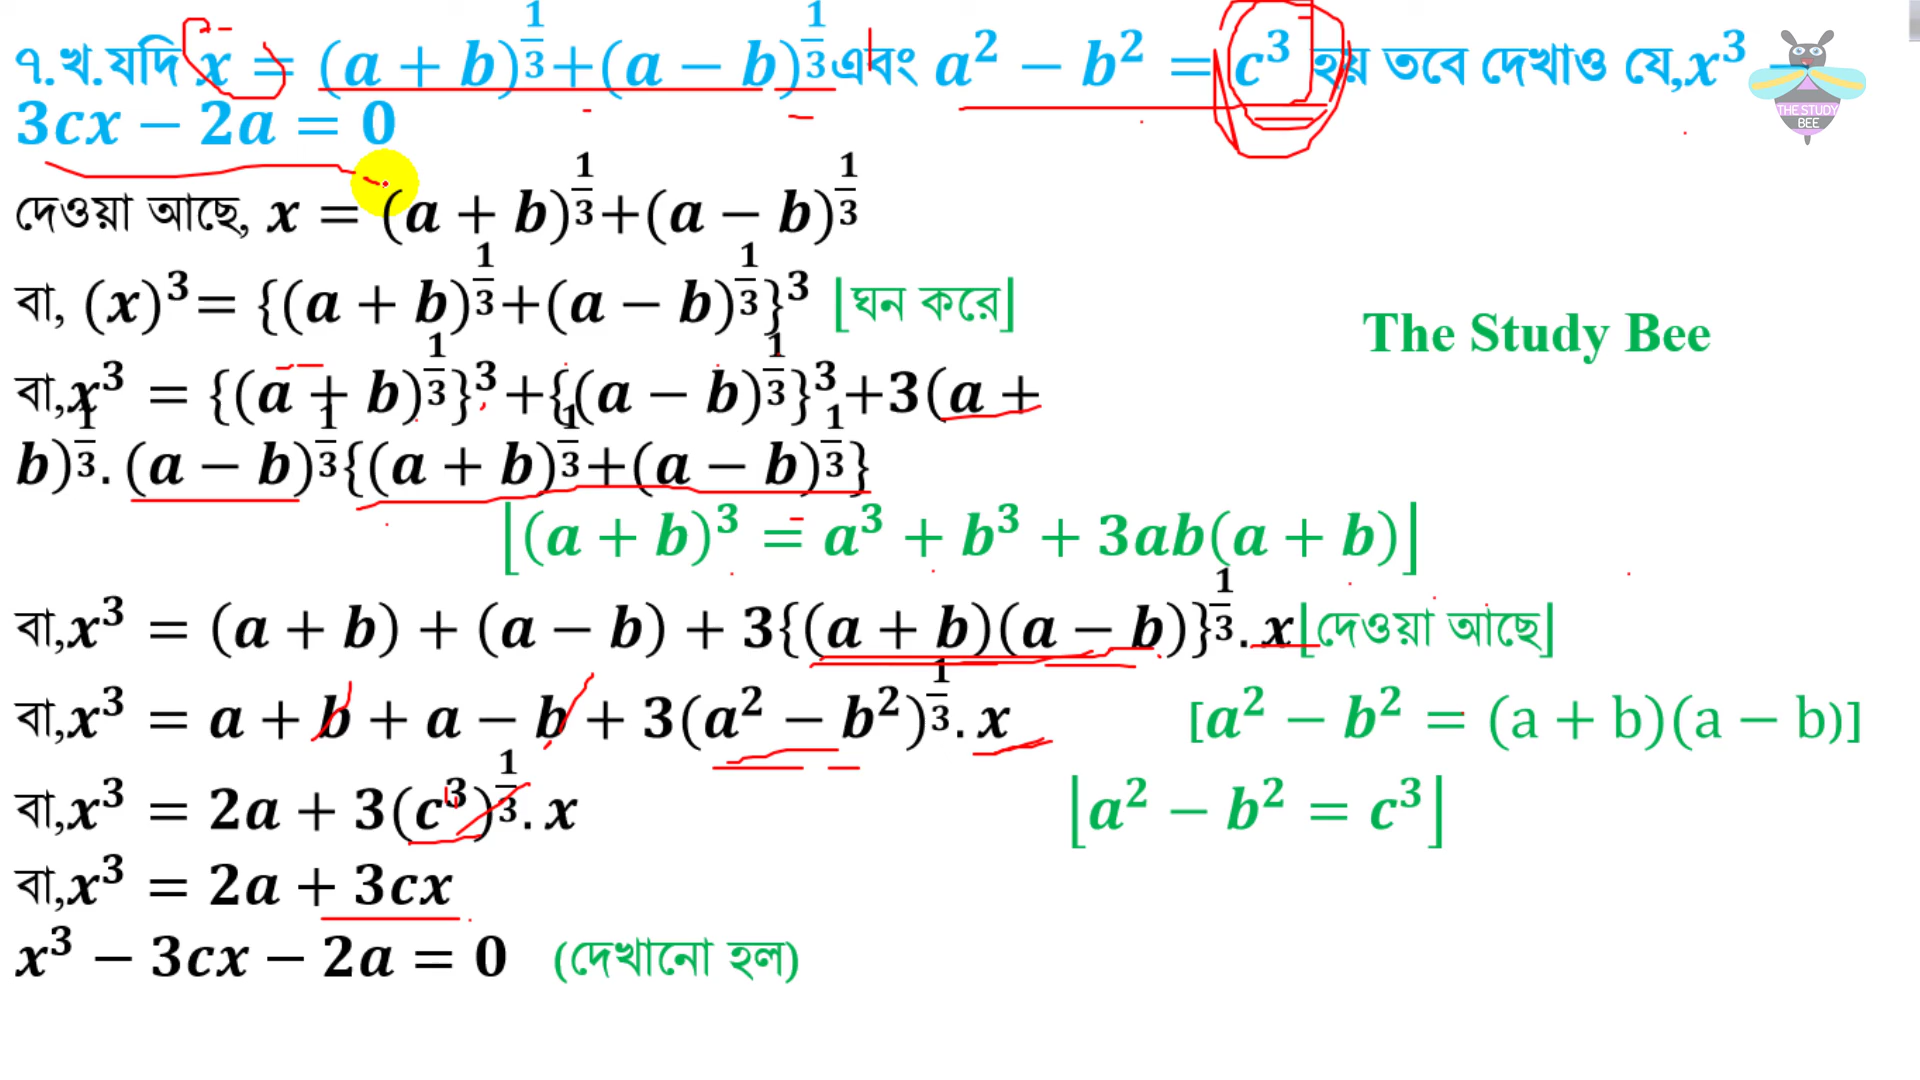 ৭.খ.যদি x = (a + b)^{1/3}+(a − b)^{1/3}এবং a² − b² = c³ হয় তবে দেখাও যে,x³ −
3cx − 2a = 0
THE STUDY
BEE
দেওয়া আছে, x = (a + b)^{1/3}+(a − b)^{1/3}
বা, (x)³= {(a + b)^{1/3}+(a − b)^{1/3}}³ ⌊ঘন করে⌋
The Study Bee
বা,x³ = {(a + b)^{1/3}}³+{(a − b)^{1/3}}³+3(a +
b)^{1/3}. (a − b)^{1/3}{(a + b)^{1/3}+(a − b)^{1/3}}
⌊(a + b)³ = a³ + b³ + 3ab(a + b)⌋
বা,x³ = (a + b) + (a − b) + 3{(a + b)(a − b)}^{1/3}. x⌊দেওয়া আছে⌋
বা,x³ = a + b + a − b + 3(a² − b²)^{1/3}. x [a² − b² = (a + b)(a − b)]
বা,x³ = 2a + 3(c³)^{1/3}. x ⌊a² − b² = c³⌋
বা,x³ = 2a + 3cx
x³ − 3cx − 2a = 0 (দেখানো হল)